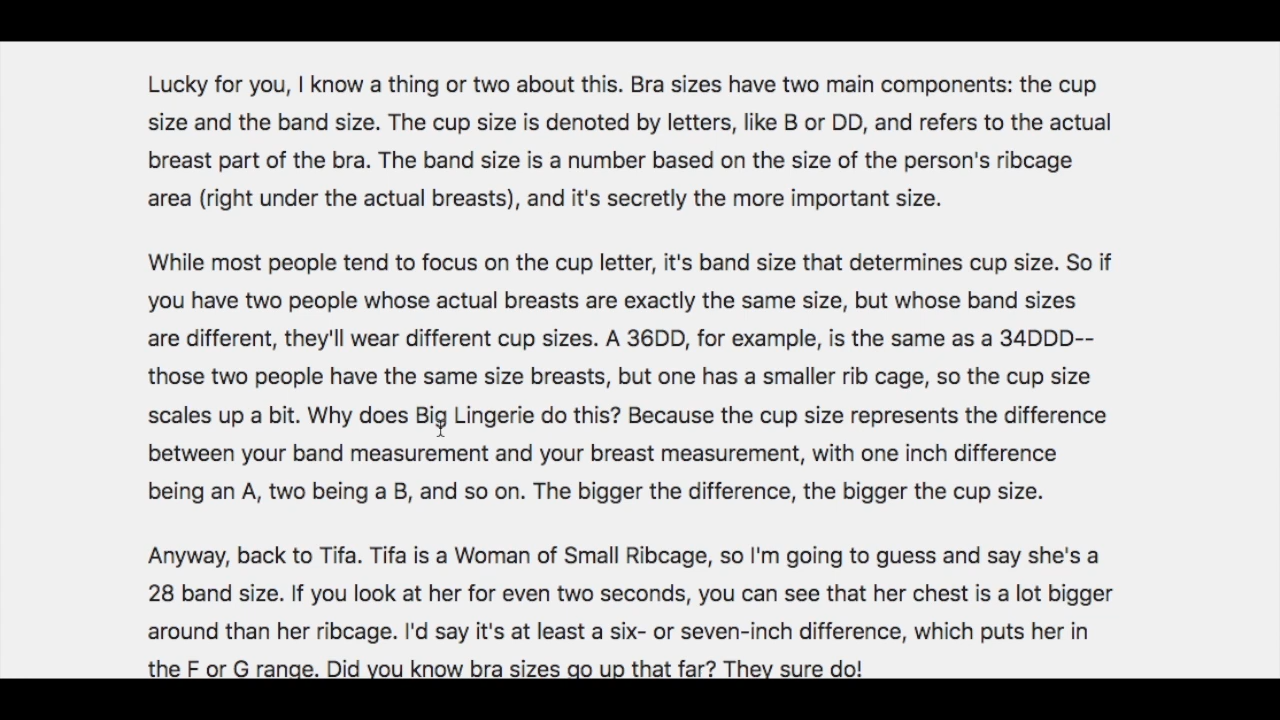 Lucky for you, I know a thing or two about this. Bra sizes have two main components: the cup
size and the band size. The cup size is denoted by letters, like B or DD, and refers to the actual
breast part of the bra. The band size is a number based on the size of the person's ribcage
area (right under the actual breasts), and it's secretly the more important size.
While most people tend to focus on the cup letter, it's band size that determines cup size. So if
you have two people whose actual breasts are exactly the same size, but whose band sizes
are different, they'll wear different cup sizes. A 36DD, for example, is the same as a 34DDD--
those two people have the same size breasts, but one has a smaller rib cage, so the cup size
scales up a bit. Why does Big Lingerie do this? Because the cup size represents the difference
between your band measurement and your breast measurement, with one inch difference
being an A, two being a B, and so on. The bigger the difference, the bigger the cup size.
Anyway, back to Tifa. Tifa is a Woman of Small Ribcage, so I'm going to guess and say she's a
28 band size. If you look at her for even two seconds, you can see that her chest is a lot bigger
around than her ribcage. I'd say it's at least a six- or seven-inch difference, which puts her in
the F or G range. Did you know bra sizes go up that far? They sure do!